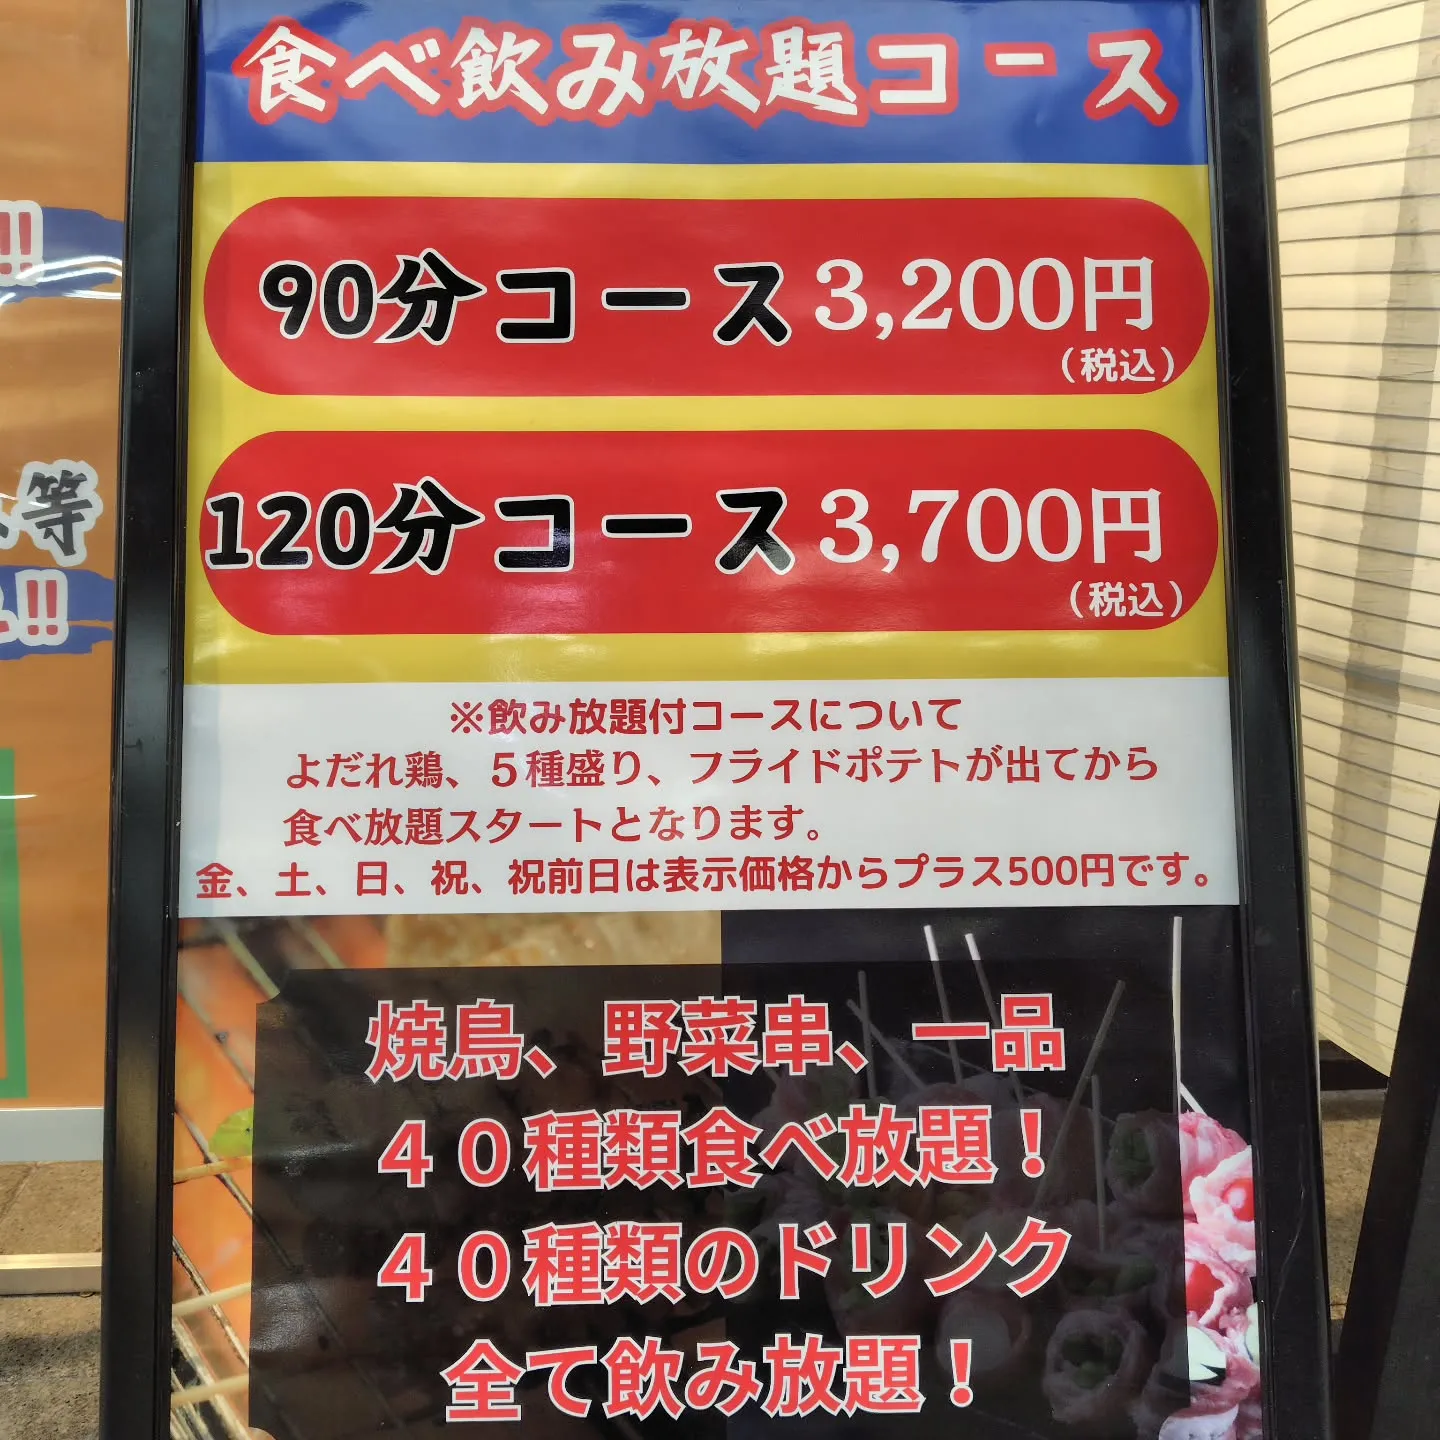 食べ飲み放題コース
90分コース3,200円
（税込）
120分コース3,700円
（税込）
※飲み放題付コースについて
よだれ鶏、５種盛り、フライドポテトが出てから
食べ放題スタートとなります。
金、土、日、祝、祝前日は表示価格からプラス500円です。
焼鳥、野菜串、一品
４０種類食べ放題！
４０種類のドリンク
全て飲み放題！
!!
等
!!